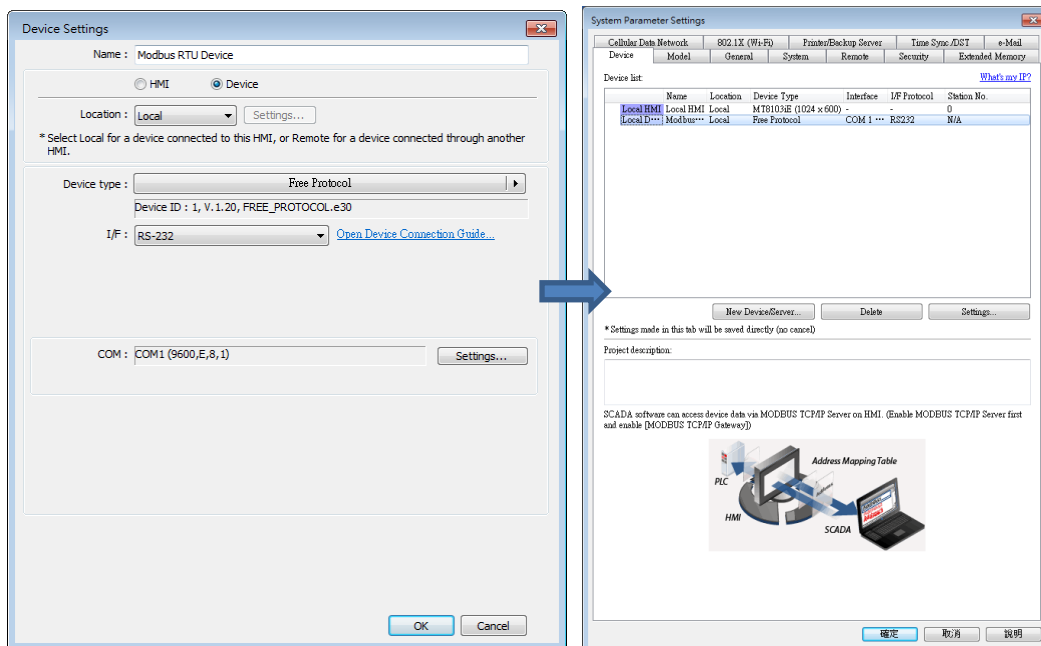 Device Settings
Name : Modbus RTU Device
HMI Device
Location : Local Settings...
* Select Local for a device connected to this HMI, or Remote for a device connected through another
HMI.
Device type : Free Protocol
Device ID : 1, V.1.20, FREE_PROTOCOL.e30
I/F : RS-232 Open Device Connection Guide...
COM : COM1 (9600,E,8,1) Settings...
OK Cancel
System Parameter Settings
Cellular Data Network 802.1X (Wi-Fi) Printer/Backup Server Time Sync./DST e-Mail
Device Model General System Remote Security Extended Memory
Device list: What's my IP?
Name Location Device Type Interface I/F Protocol Station No.
Local HMI Local HMI Local MT8103iE (1024 x 600) - - 0
Local D··· Modbus··· Local Free Protocol COM 1 ··· RS232 N/A
New Device/Server... Delete Settings...
* Settings made in this tab will be saved directly (no cancel)
Project description:
SCADA software can access device data via MODBUS TCP/IP Server on HMI. (Enable MODBUS TCP/IP Server first
and enable [MODBUS TCP/IP Gateway])
Address Mapping Table
PLC
HMI
SCADA
確定 取消 說明